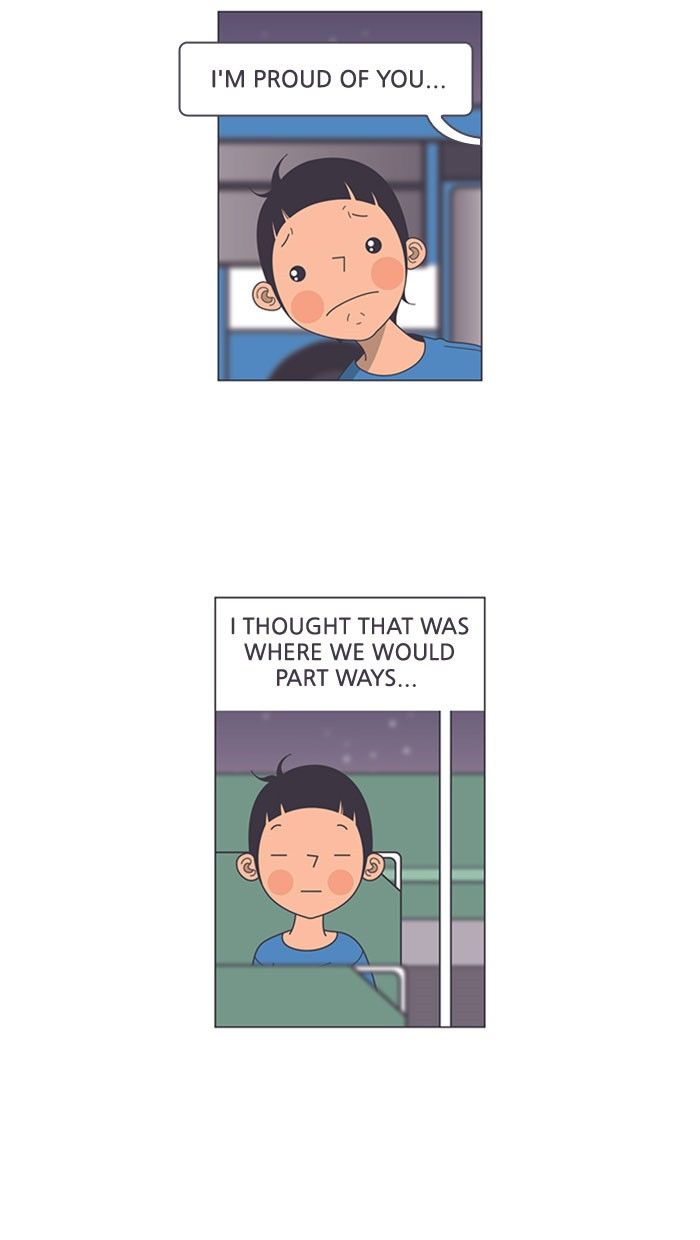 I'M PROUD OF YOU...
I THOUGHT THAT WAS
WHERE WE WOULD
PART WAYS...